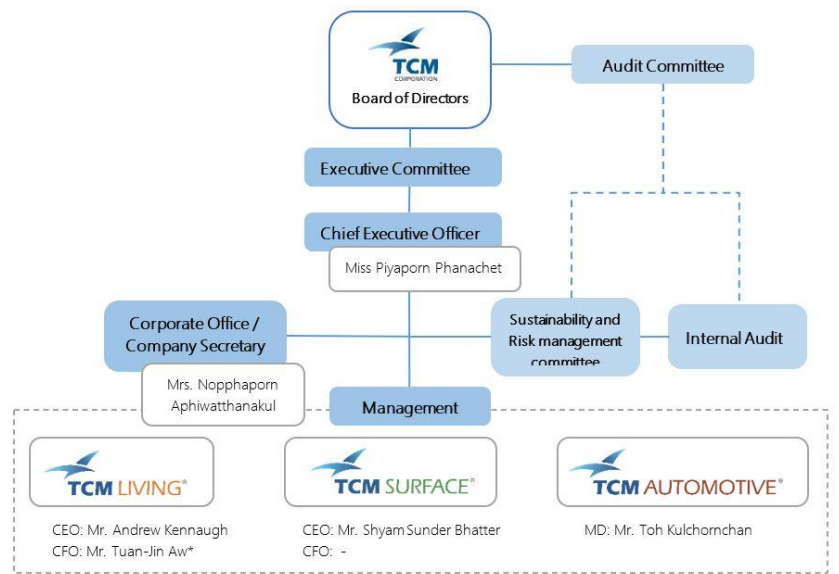 TCM
CORPORATION
Board of Directors
Audit Committee
Executive Committee
Chief Executive Officer
Miss Piyaporn Phanachet
Corporate Office /
Company Secretary
Mrs. Nopphaporn
Aphiwatthanakul
Sustainability and
Risk management
committee
Internal Audit
Management
TCM LIVING®
CEO: Mr. Andrew Kennaugh
CFO: Mr. Tuan-Jin Aw*
TCM SURFACE®
CEO: Mr. Shyam Sunder Bhatter
CFO: -
TCM AUTOMOTIVE®
MD: Mr. Toh Kulchornchan